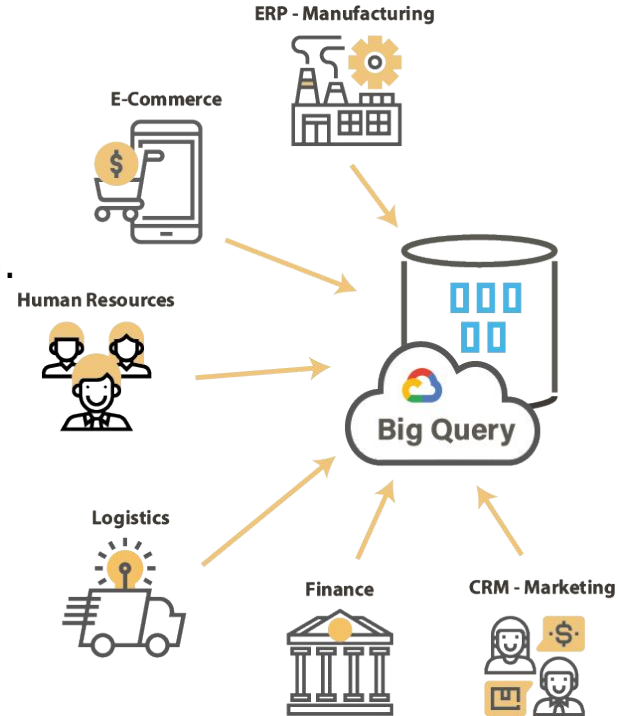 ERP - Manufacturing
E-Commerce
.
Human Resources
Big Query
Logistics
Finance
CRM - Marketing
$
$